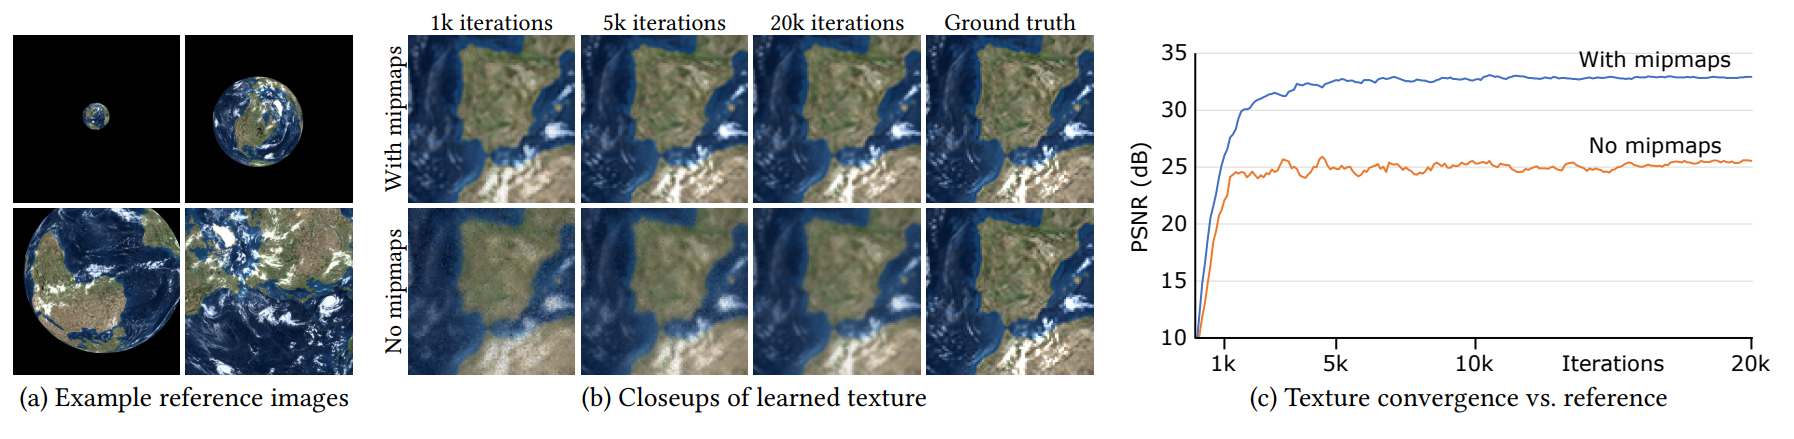 1k iterations
5k iterations
20k iterations
Ground truth
With mipmaps
No mipmaps
(a) Example reference images
(b) Closeups of learned texture
35
30
25
20
15
10
PSNR (dB)
With mipmaps
No mipmaps
1k
5k
10k
Iterations
20k
(c) Texture convergence vs. reference